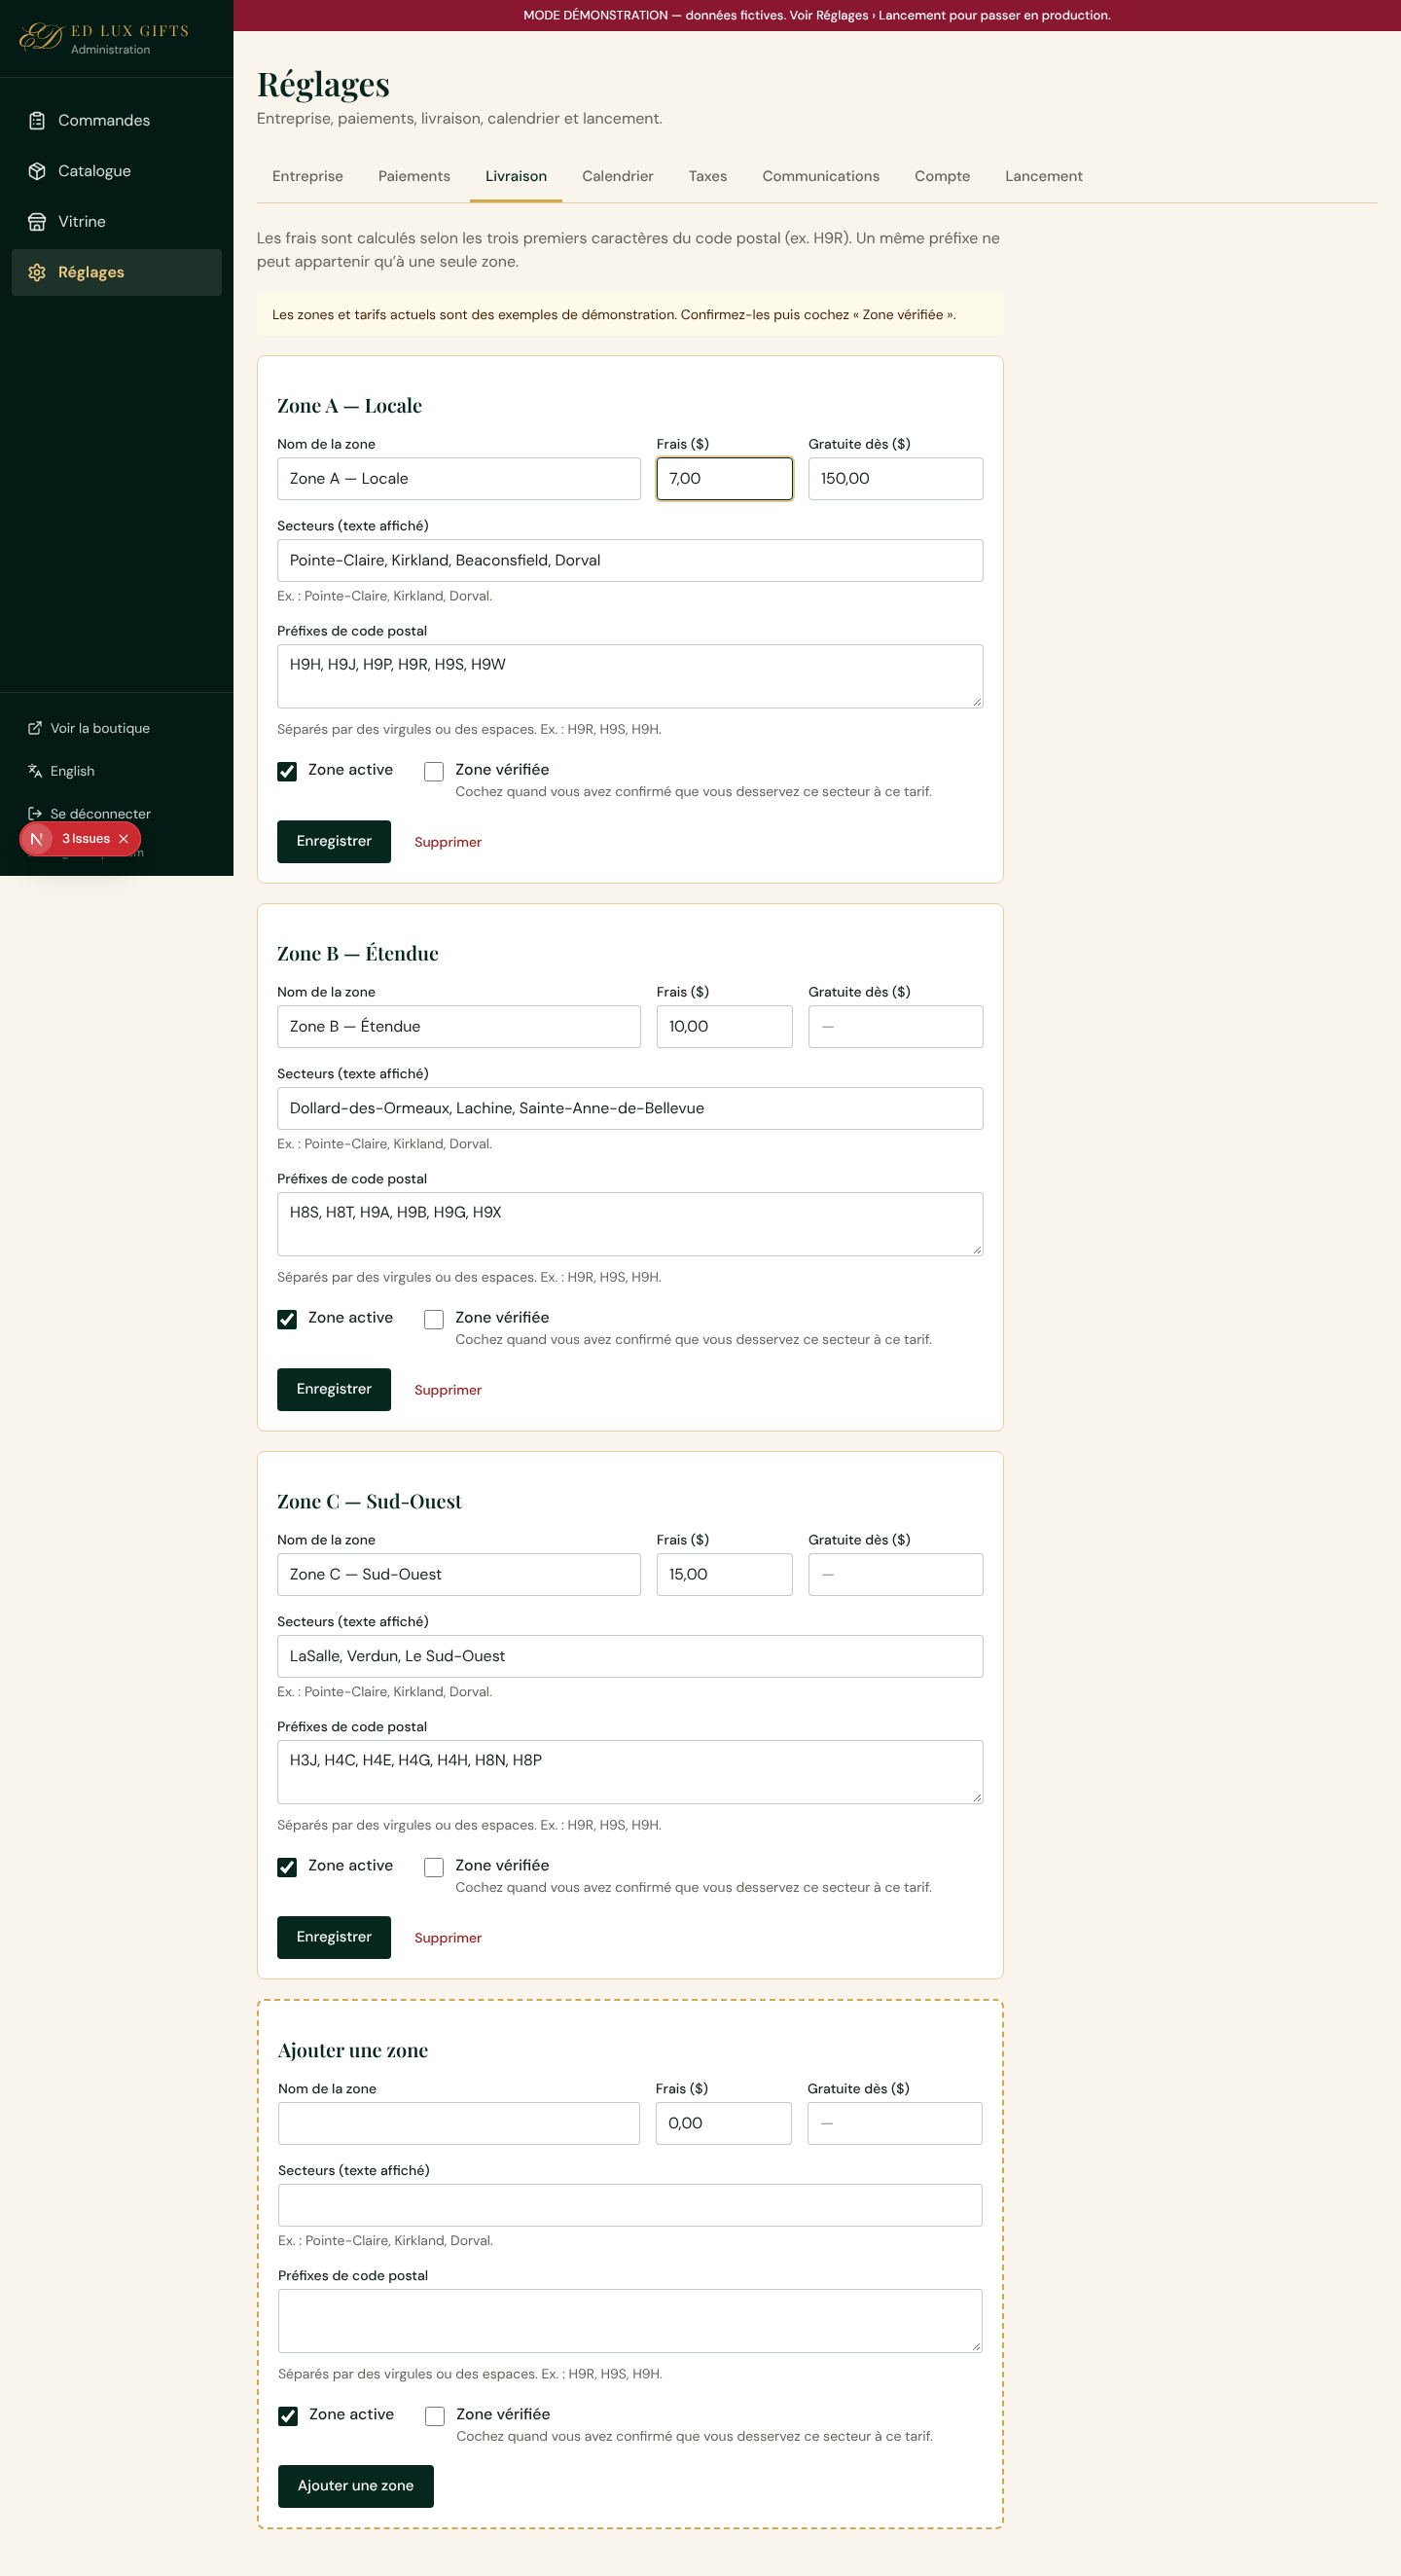 ED LUX GIFTS
Administration
MODE DÉMONSTRATION — données fictives. Voir Réglages › Lancement pour passer en production.
Commandes
Catalogue
Vitrine
Réglages
Voir la boutique
English
Se déconnecter
3 Issues
Réglages
Entreprise, paiements, livraison, calendrier et lancement.
Entreprise Paiements Livraison Calendrier Taxes Communications Compte Lancement
Les frais sont calculés selon les trois premiers caractères du code postal (ex. H9R). Un même préfixe ne
peut appartenir qu’à une seule zone.
Les zones et tarifs actuels sont des exemples de démonstration. Confirmez-les puis cochez « Zone vérifiée ».
Zone A — Locale
Nom de la zone Frais ($) Gratuite dès ($)
Zone A — Locale 7,00 150,00
Secteurs (texte affiché)
Pointe-Claire, Kirkland, Beaconsfield, Dorval
Ex. : Pointe-Claire, Kirkland, Dorval.
Préfixes de code postal
H9H, H9J, H9P, H9R, H9S, H9W
Séparés par des virgules ou des espaces. Ex. : H9R, H9S, H9H.
Zone active Zone vérifiée
Cochez quand vous avez confirmé que vous desservez ce secteur à ce tarif.
Enregistrer Supprimer
Zone B — Étendue
Nom de la zone Frais ($) Gratuite dès ($)
Zone B — Étendue 10,00 —
Secteurs (texte affiché)
Dollard-des-Ormeaux, Lachine, Sainte-Anne-de-Bellevue
Ex. : Pointe-Claire, Kirkland, Dorval.
Préfixes de code postal
H8S, H8T, H9A, H9B, H9G, H9X
Séparés par des virgules ou des espaces. Ex. : H9R, H9S, H9H.
Zone active Zone vérifiée
Cochez quand vous avez confirmé que vous desservez ce secteur à ce tarif.
Enregistrer Supprimer
Zone C — Sud-Ouest
Nom de la zone Frais ($) Gratuite dès ($)
Zone C — Sud-Ouest 15,00 —
Secteurs (texte affiché)
LaSalle, Verdun, Le Sud-Ouest
Ex. : Pointe-Claire, Kirkland, Dorval.
Préfixes de code postal
H3J, H4C, H4E, H4G, H4H, H8N, H8P
Séparés par des virgules ou des espaces. Ex. : H9R, H9S, H9H.
Zone active Zone vérifiée
Cochez quand vous avez confirmé que vous desservez ce secteur à ce tarif.
Enregistrer Supprimer
Ajouter une zone
Nom de la zone Frais ($) Gratuite dès ($)
0,00 —
Secteurs (texte affiché)
Ex. : Pointe-Claire, Kirkland, Dorval.
Préfixes de code postal
Séparés par des virgules ou des espaces. Ex. : H9R, H9S, H9H.
Zone active Zone vérifiée
Cochez quand vous avez confirmé que vous desservez ce secteur à ce tarif.
Ajouter une zone